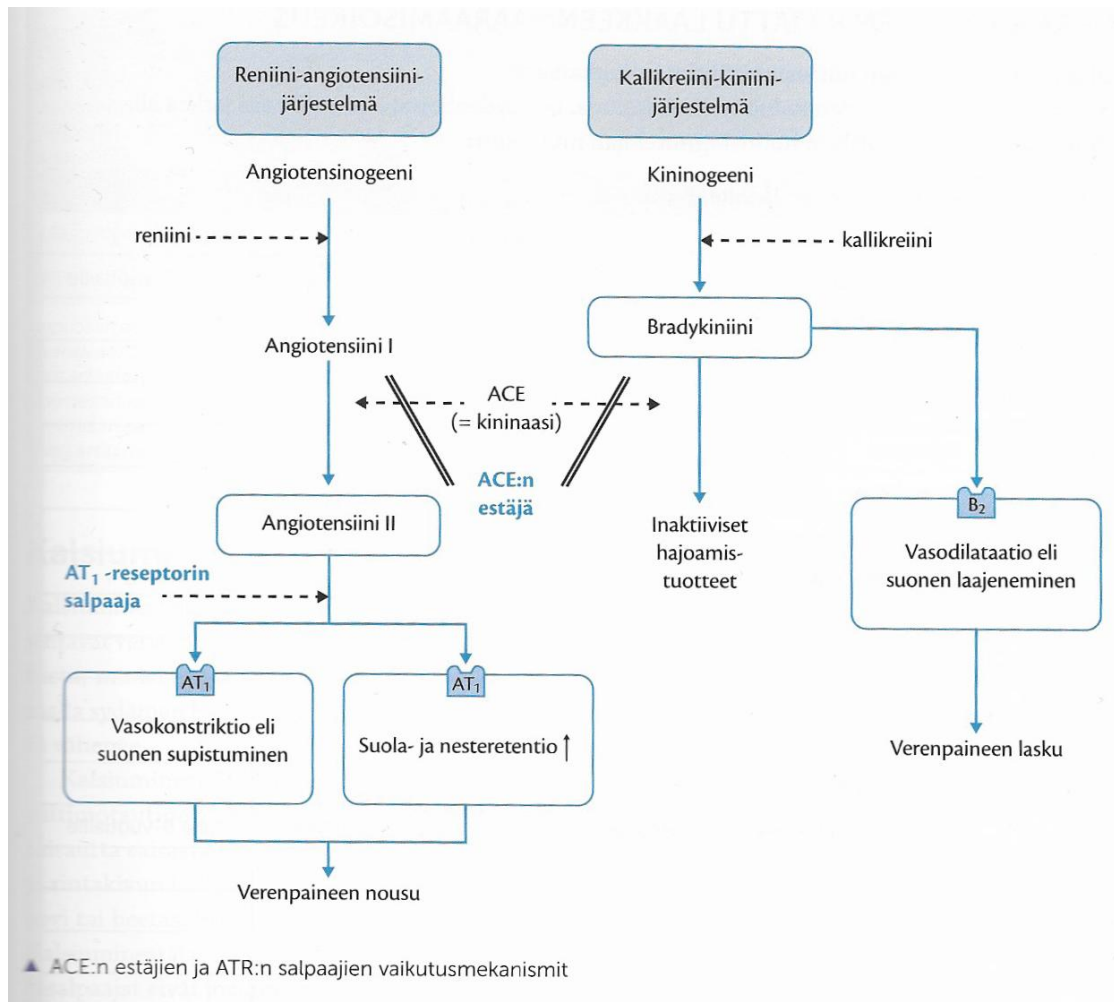 Reniini-angiotensiini-
järjestelmä
Kallikreiini-kiniini-
järjestelmä
Angiotensinogeeni
Kininogeeni
reniini
kallikreiini
Bradykiniini
Angiotensiini I
ACE
(= kininaasi)
ACE:n
estäjä
Angiotensiini II
Inaktiiviset
hajoamis-
tuotteet
B2
Vasodilataatio eli
suonen laajeneminen
AT1 -reseptorin
salpaaja
AT1
Vasokonstriktio eli
suonen supistuminen
AT1
Suola- ja nesteretentio ↑
Verenpaineen lasku
Verenpaineen nousu
▲ ACE:n estäjien ja ATR:n salpaajien vaikutusmekanismit